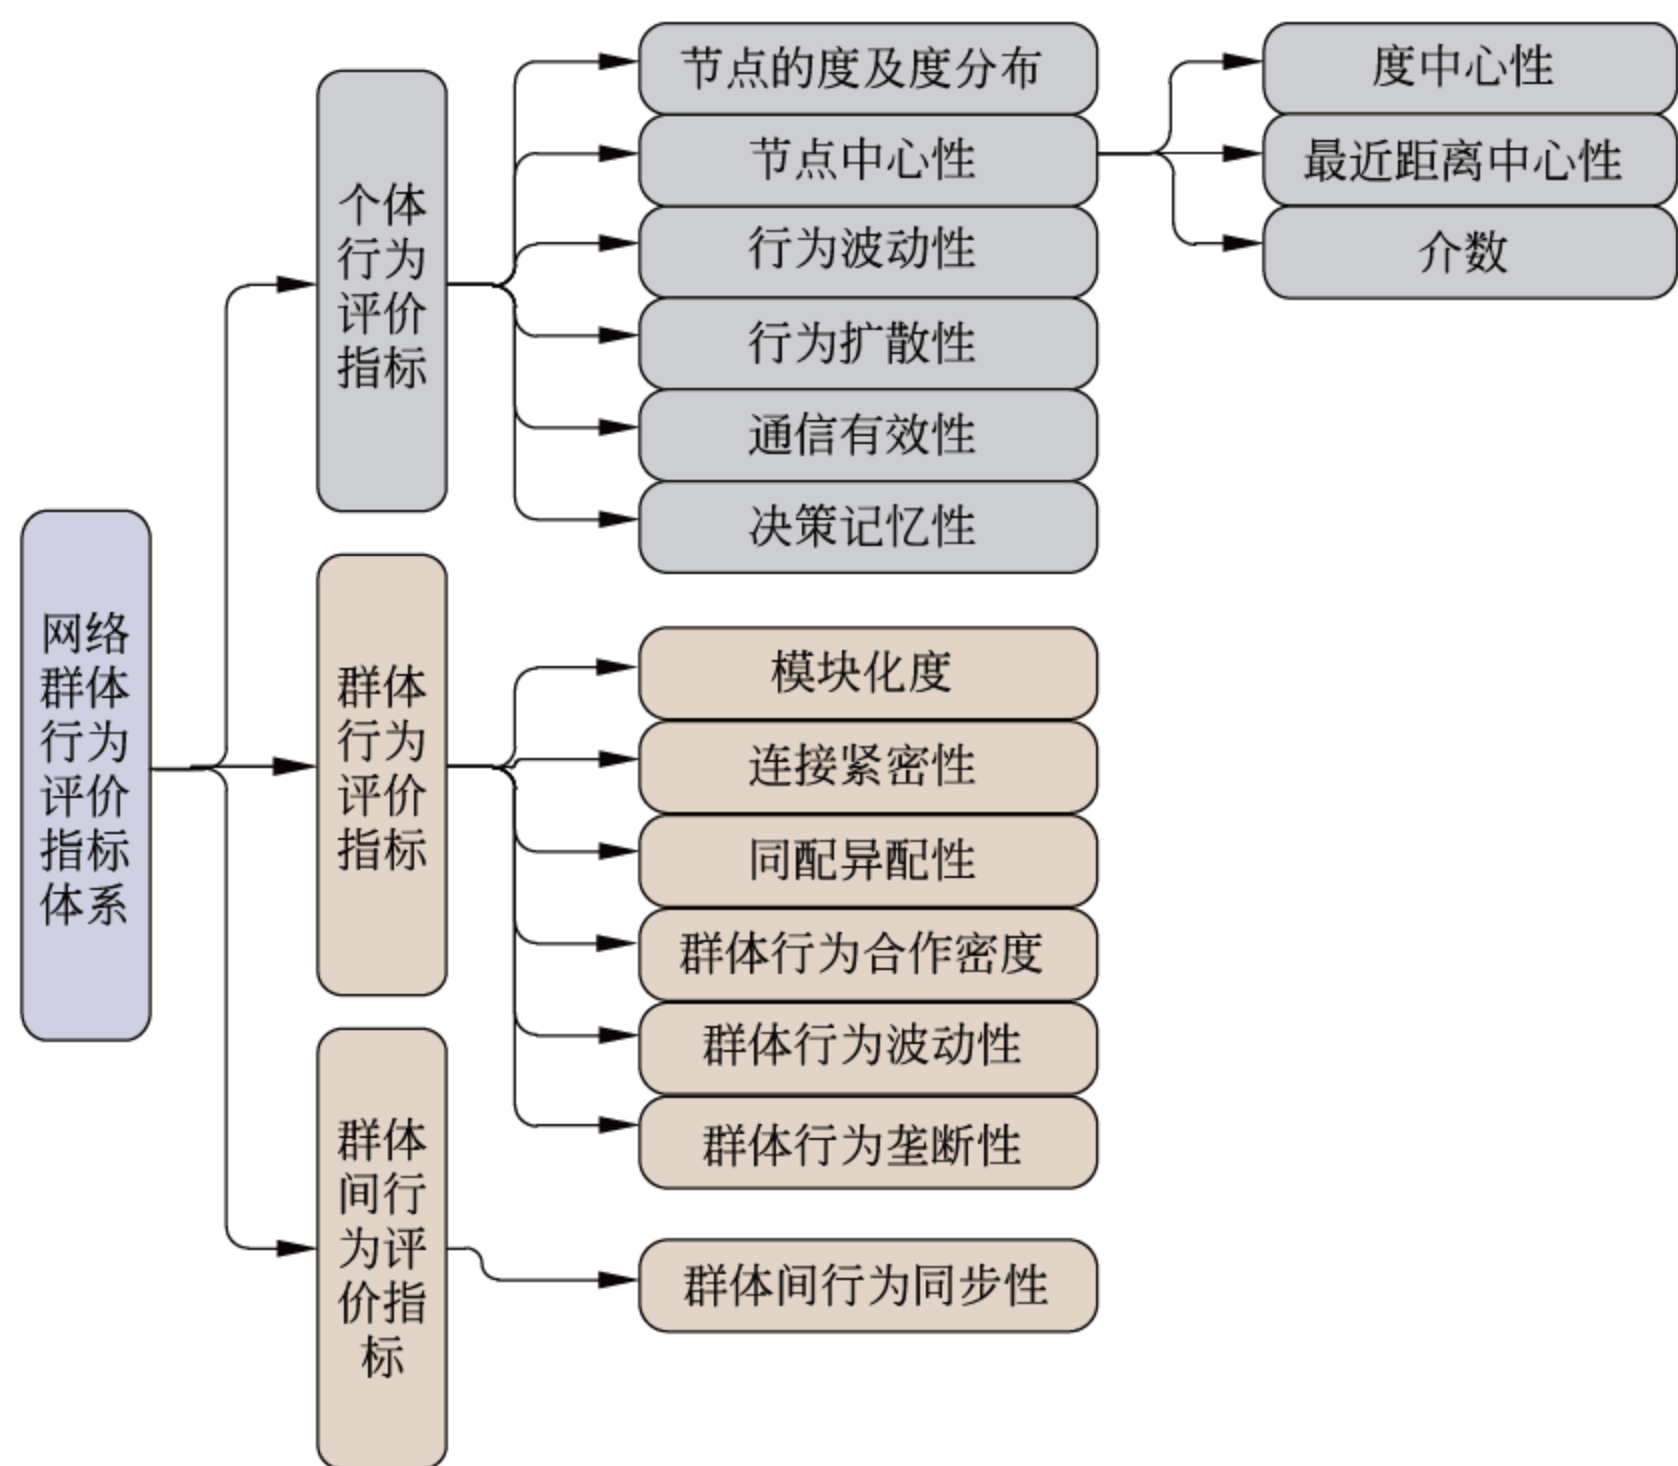 网络
群体
行为
评价
指标
体系
个体
行为
评价
指标
节点的度及度分布
节点中心性
行为波动性
行为扩散性
通信有效性
决策记忆性
度中心性
最近距离中心性
介数
群体
行为
评价
指标
模块化度
连接紧密性
同配异配性
群体行为合作密度
群体行为波动性
群体行为垄断性
群体
间行
为评
价指
标
群体间行为同步性